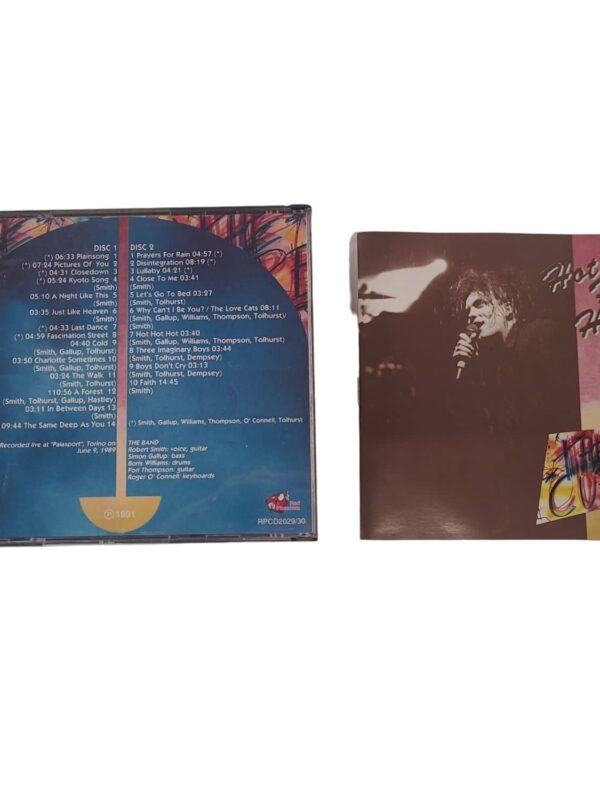 DISC 1
(*) 06:33 Plainsong 1
(*) 07:24 Pictures Of You 2
(*) 04:31 Closedown 3
(*) 05:24 Kyoto Song 4
(Smith)
05:10 A Night Like This 5
(Smith)
03:35 Just Like Heaven 6
(Smith)
(*) 04:33 Last Dance 7
(*) 04:59 Fascination Street 8
04:40 Cold 9
(Smith, Gallup, Tolhurst)
03:50 Charlotte Sometimes 10
(Smith, Gallup, Tolhurst)
03:24 The Walk 11
(Smith, Tolhurst)
110:56 A Forest 12
(Smith, Tolhurst, Gallup, Hastley)
03:11 In Between Days 13
(Smith)
09:44 The Same Deep As You 14
Recorded live at "Palasport", Torino on
June 9, 1989
DISC 2
1 Prayers For Rain 04:57 (*)
2 Disintegration 08:19 (*)
3 Lullaby 04:21 (*)
4 Close To Me 03:41
(Smith)
5 Let's Go To Bed 03:27
(Smith, Tolhurst)
6 Why Can't I Be You? / The Love Cats 08:11
(Smith, Gallup, Williams, Thompson, Tolhurst)/
(Smith)
7 Hot Hot Hot 03:40
(Smith, Gallup, Williams, Thompson, Tolhurst)
8 Three Imaginary Boys 03:44
(Smith, Tolhurst, Dempsey)
9 Boys Don't Cry 03:13
(Smith, Tolhurst, Dempsey)
10 Faith 14:45
(Smith)
(*) Smith, Gallup, Williams, Thompson, O' Connell, Tolhurst
THE BAND
Robert Smith: voice, guitar
Simon Gallup: bass
Boris Williams: drums
Porl Thompson: guitar
Roger O' Connell: keyboards
℗ 1991
Red
Phantom
RPCD2029/30
Hot